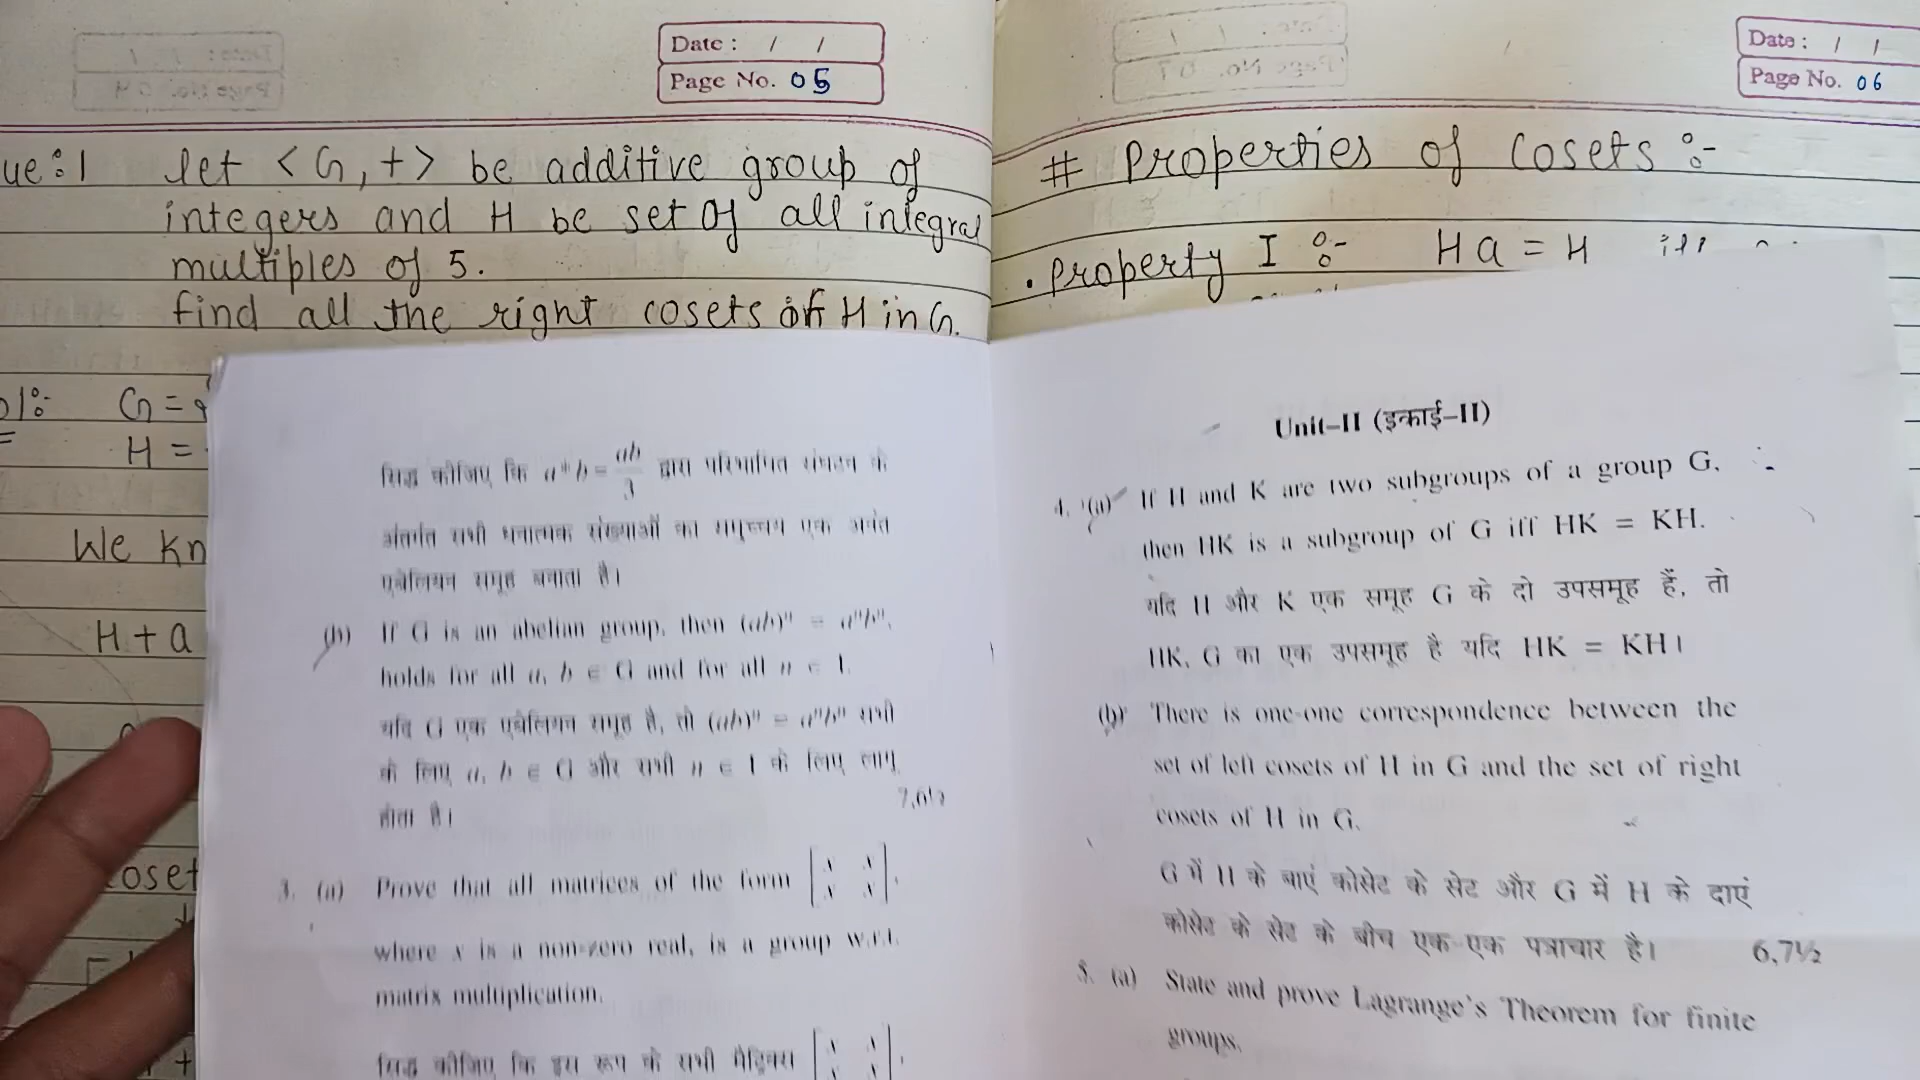 Date : / /
Page No. 05
ue:1 let <G,+> be additive group of
integers and H be set of all integral
multiples of 5.
find all the right cosets of H in G.
G =
H =
We kn
H + a
oset
Date : / /
Page No. 06
# Properties of Cosets :-
. Property I :- Ha = H iff
सिद्ध कीजिए कि a * b = ab/3 द्वारा परिभाषित संघटन के
अंतर्गत सभी धनात्मक संख्याओं का समुच्चय एक अनंत
एबेलियन समूह बनाता है।
(b) If G is an abelian group, then (ab)ⁿ = aⁿbⁿ,
holds for all a, b ∈ G and for all n ∈ I.
यदि G एक एबेलियन समूह है, तो (ab)ⁿ = aⁿbⁿ सभी
के लिए a, b ∈ G और सभी n ∈ I के लिए लागू
होता है।
7,6½
3. (a) Prove that all matrices of the form [x x; x x],
where x is a non-zero real, is a group w.r.t.
matrix multiplication.
सिद्ध कीजिए कि इस रूप के सभी मैट्रिक्स [x x; x x],
Unit–II (इकाई–II)
4. (a) If H and K are two subgroups of a group G,
then HK is a subgroup of G iff HK = KH.
यदि H और K एक समूह G के दो उपसमूह हैं, तो
HK, G का एक उपसमूह है यदि HK = KH।
(b) There is one-one correspondence between the
set of left cosets of H in G and the set of right
cosets of H in G.
G में H के बाएं कोसेट के सेट और G में H के दाएं
कोसेट के सेट के बीच एक-एक पत्राचार है।
6,7½
5. (a) State and prove Lagrange's Theorem for finite
groups.